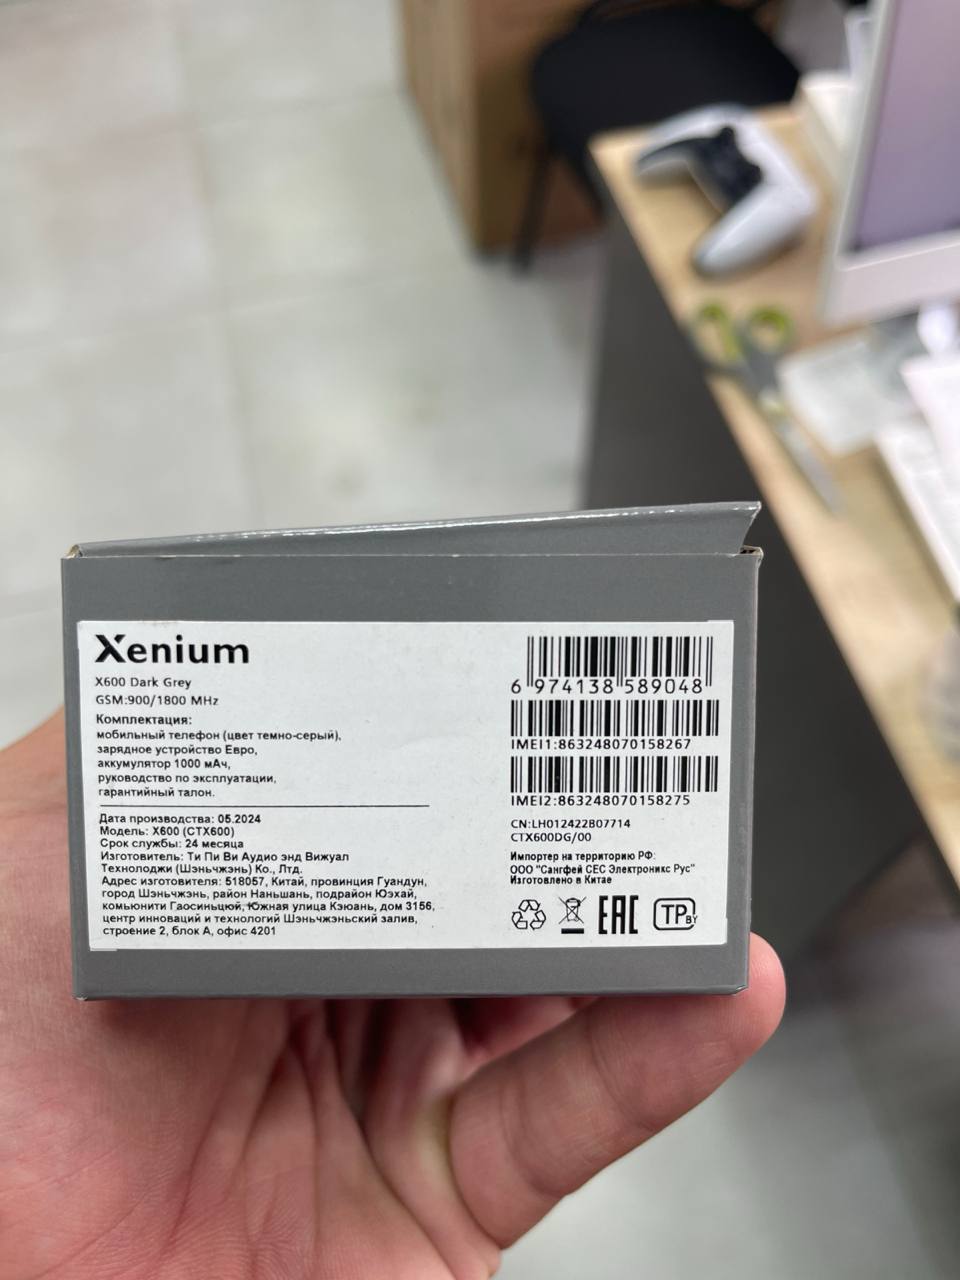 Xenium
X600 Dark Grey
GSM:900/1800 MHz
Комплектация:
мобильный телефон (цвет темно-серый),
зарядное устройство Евро,
аккумулятор 1000 мАч,
руководство по эксплуатации,
гарантийный талон.
Дата производства: 05.2024
Модель: X600 (CTX600)
Срок службы: 24 месяца
Изготовитель: Ти Пи Ви Аудио энд Вижуал
Технолоджи (Шэньчжэнь) Ко., Лтд.
Адрес изготовителя: 518057, Китай, провинция Гуандун,
город Шэньчжэнь, район Наньшань, подрайон Юэхай,
комьюнити Гаосиньцюй, Южная улица Кэюань, дом 3156,
центр инноваций и технологий Шэньчжэньский залив,
строение 2, блок А, офис 4201
6 974138 589048
IMEI1:863248070158267
IMEI2:863248070158275
CN:LH012422B07714
CTX600DG/00
Импортер на территорию РФ:
ООО "Сангфей СЕС Электроникс Рус"
Изготовлено в Китае
EAC
TP BY